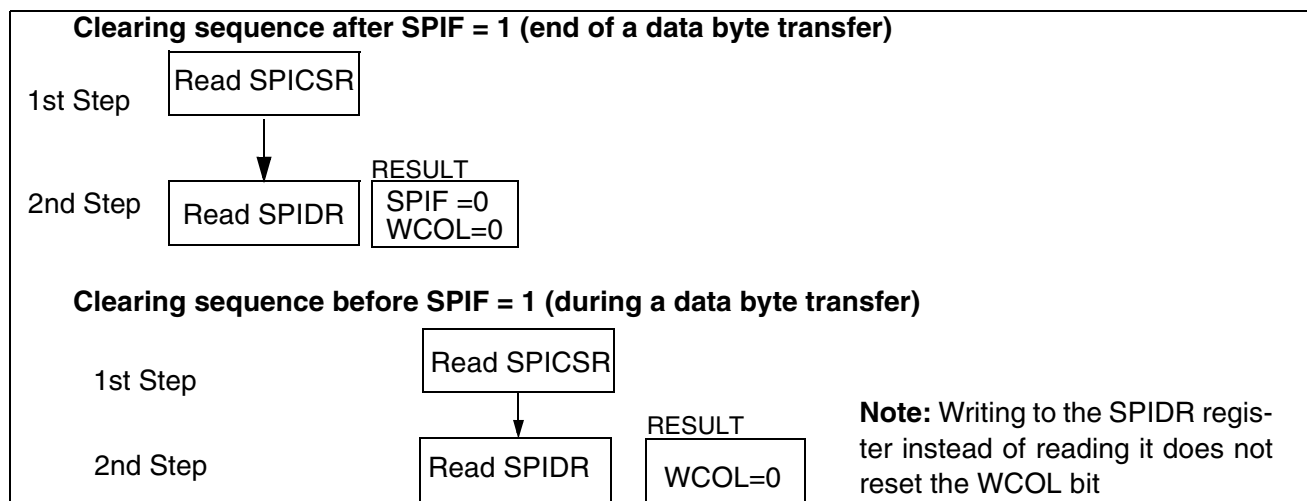 Clearing sequence after SPIF = 1 (end of a data byte transfer)
1st Step
Read SPICSR
RESULT
2nd Step
Read SPIDR
SPIF =0
WCOL=0
Clearing sequence before SPIF = 1 (during a data byte transfer)
1st Step
Read SPICSR
2nd Step
Read SPIDR
RESULT
WCOL=0
Note: Writing to the SPIDR regis-
ter instead of reading it does not
reset the WCOL bit